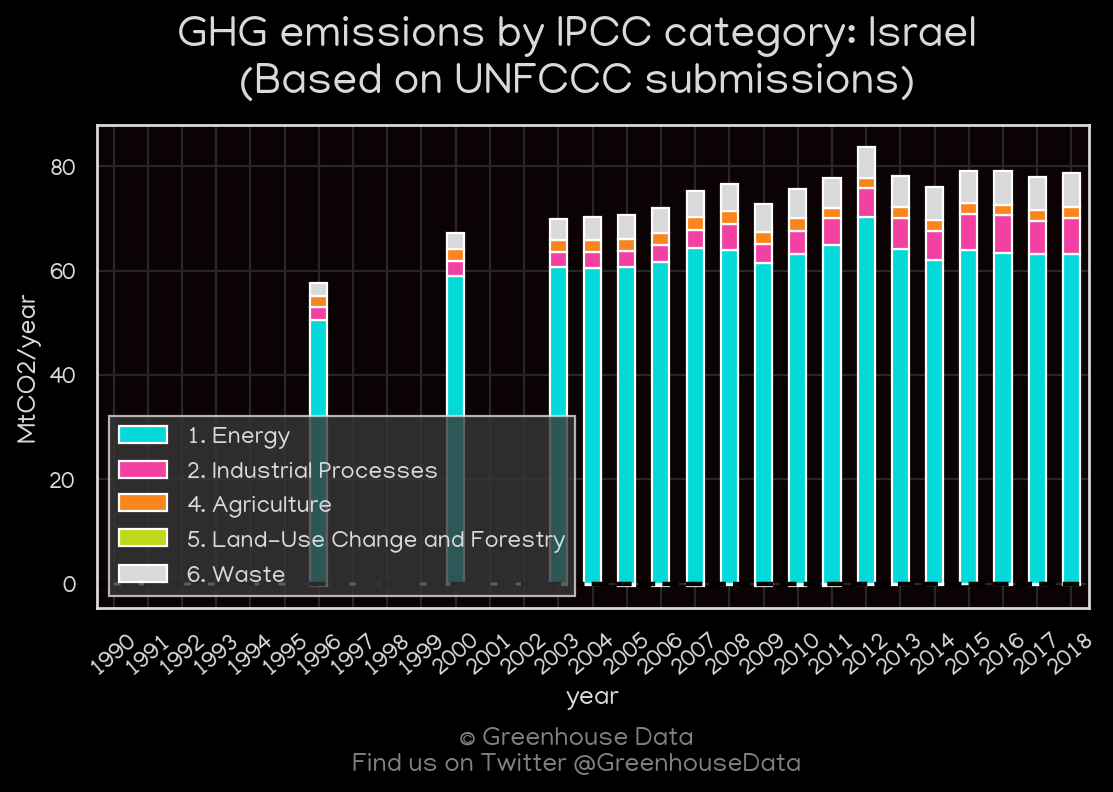 GHG emissions by IPCC category: Israel
(Based on UNFCCC submissions)
MtCO2/year
80
60
40
20
0
1. Energy
2. Industrial Processes
4. Agriculture
5. Land-Use Change and Forestry
6. Waste
1990 1991 1992 1993 1994 1995 1996 1997 1998 1999 2000 2001 2002 2003 2004 2005 2006 2007 2008 2009 2010 2011 2012 2013 2014 2015 2016 2017 2018
year
© Greenhouse Data
Find us on Twitter @GreenhouseData